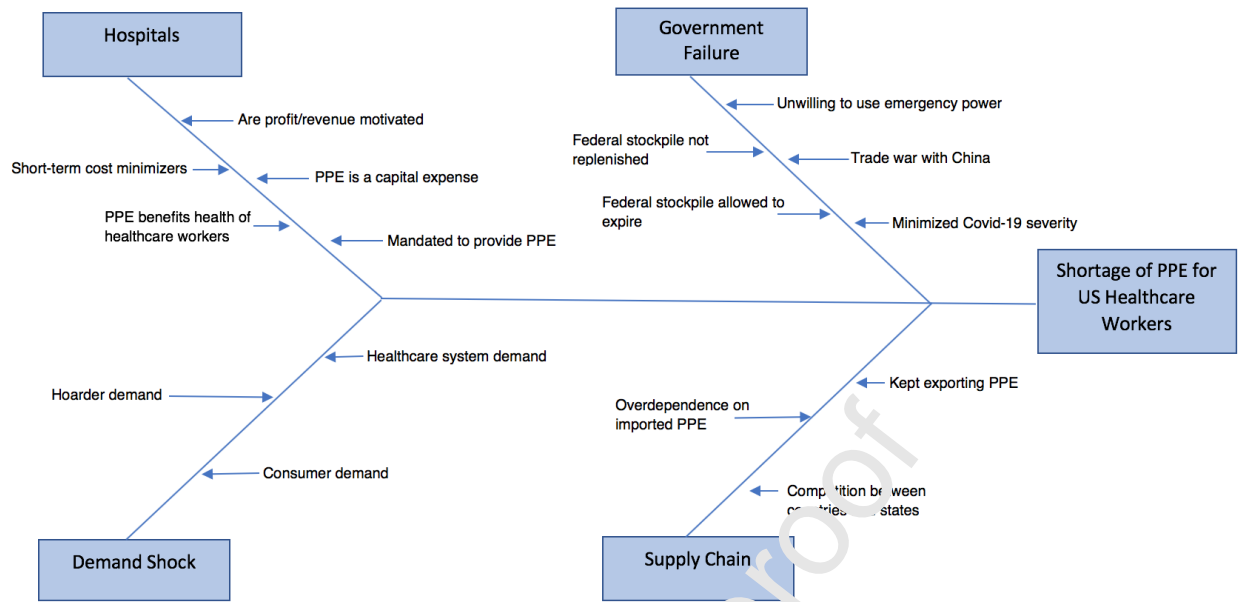 Hospitals
Are profit/revenue motivated
Short-term cost minimizers
PPE is a capital expense
PPE benefits health of
healthcare workers
Mandated to provide PPE
Government
Failure
Unwilling to use emergency power
Federal stockpile not
replenished
Trade war with China
Federal stockpile allowed to
expire
Minimized Covid-19 severity
Shortage of PPE for
US Healthcare
Workers
Healthcare system demand
Hoarder demand
Consumer demand
Demand Shock
Kept exporting PPE
Overdependence on
imported PPE
Competition between
states
Supply Chain
proof